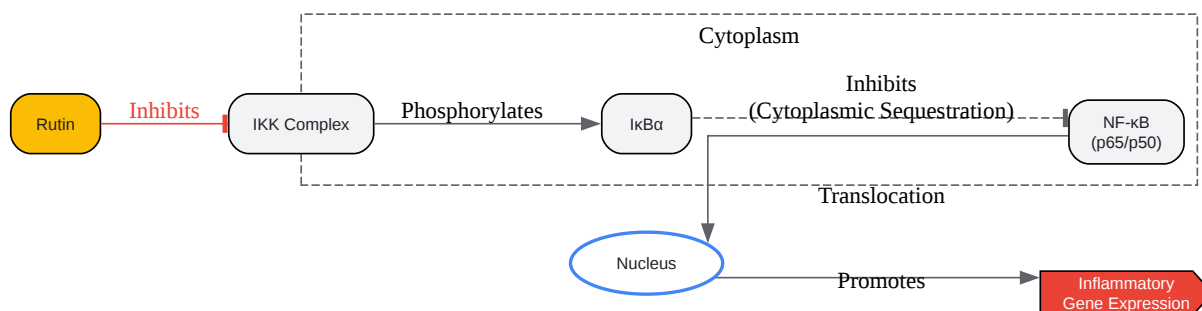 Cytoplasm
Rutin
Inhibits
IKK Complex
Phosphorylates
IκBα
Inhibits
(Cytoplasmic Sequestration)
NF-κB
(p65/p50)
Translocation
Nucleus
Promotes
Inflammatory
Gene Expression